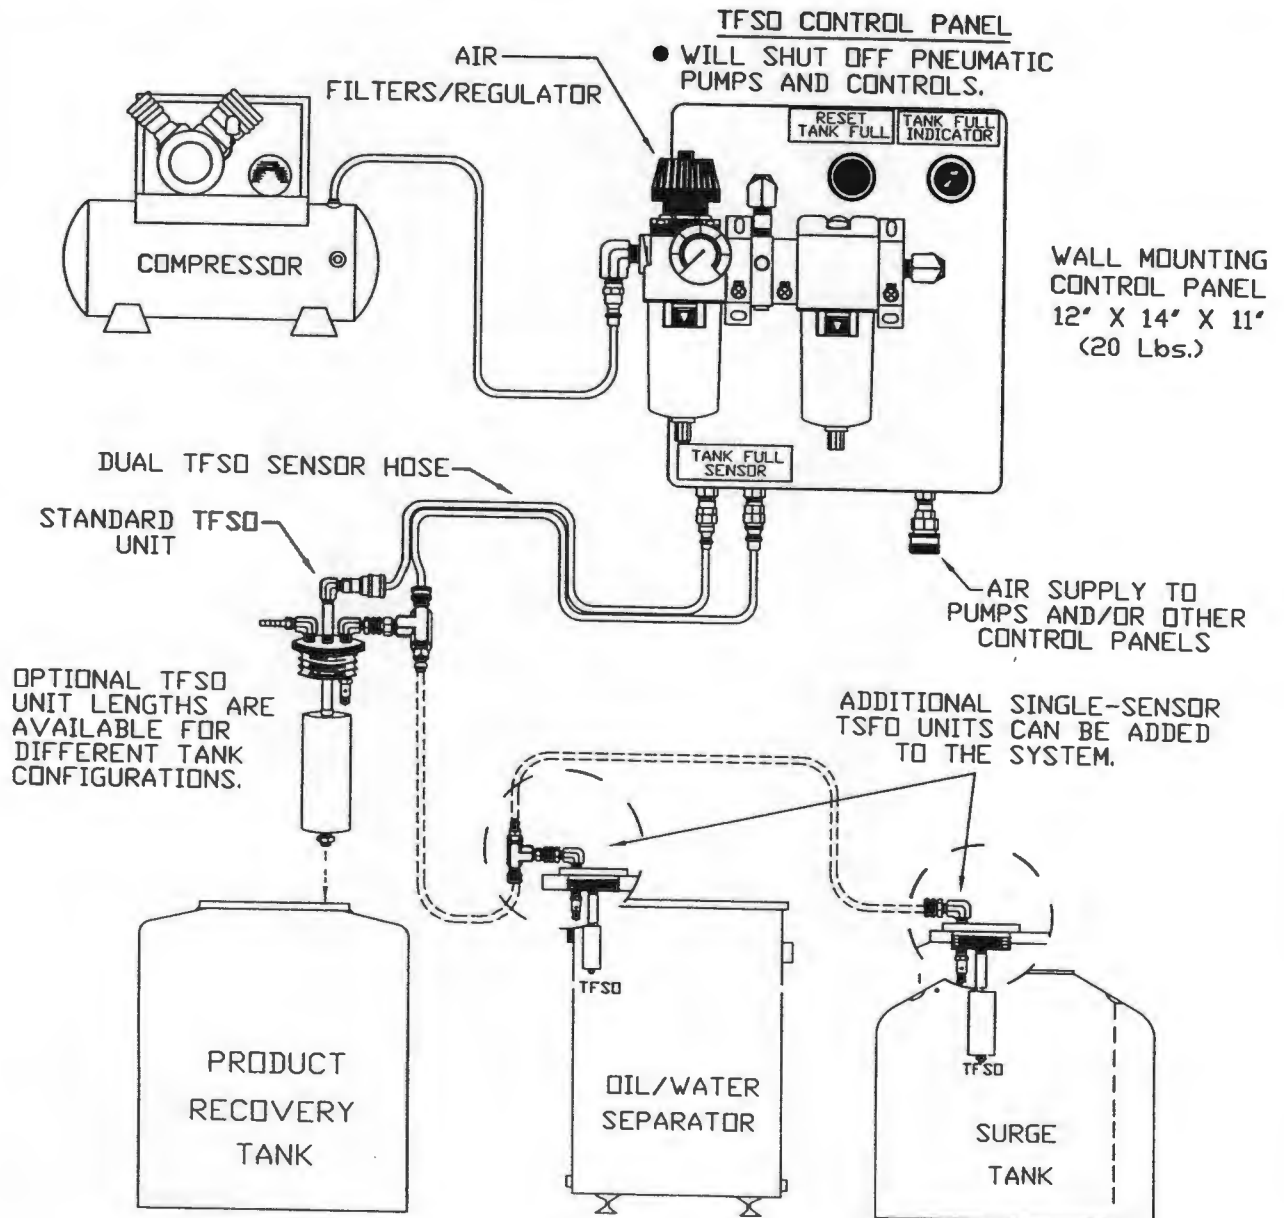 TFSO CONTROL PANEL
● WILL SHUT OFF PNEUMATIC
PUMPS AND CONTROLS.
AIR
FILTERS/REGULATOR
RESET
TANK FULL
TANK FULL
INDICATOR
COMPRESSOR
WALL MOUNTING
CONTROL PANEL
12" X 14" X 11"
(20 Lbs.)
TANK FULL
SENSOR
DUAL TFSO SENSOR HOSE
STANDARD TFSO
UNIT
AIR SUPPLY TO
PUMPS AND/OR OTHER
CONTROL PANELS
OPTIONAL TFSO
UNIT LENGTHS ARE
AVAILABLE FOR
DIFFERENT TANK
CONFIGURATIONS.
ADDITIONAL SINGLE-SENSOR
TSFO UNITS CAN BE ADDED
TO THE SYSTEM.
TFSO
TFSO
PRODUCT
RECOVERY
TANK
OIL/WATER
SEPARATOR
SURGE
TANK